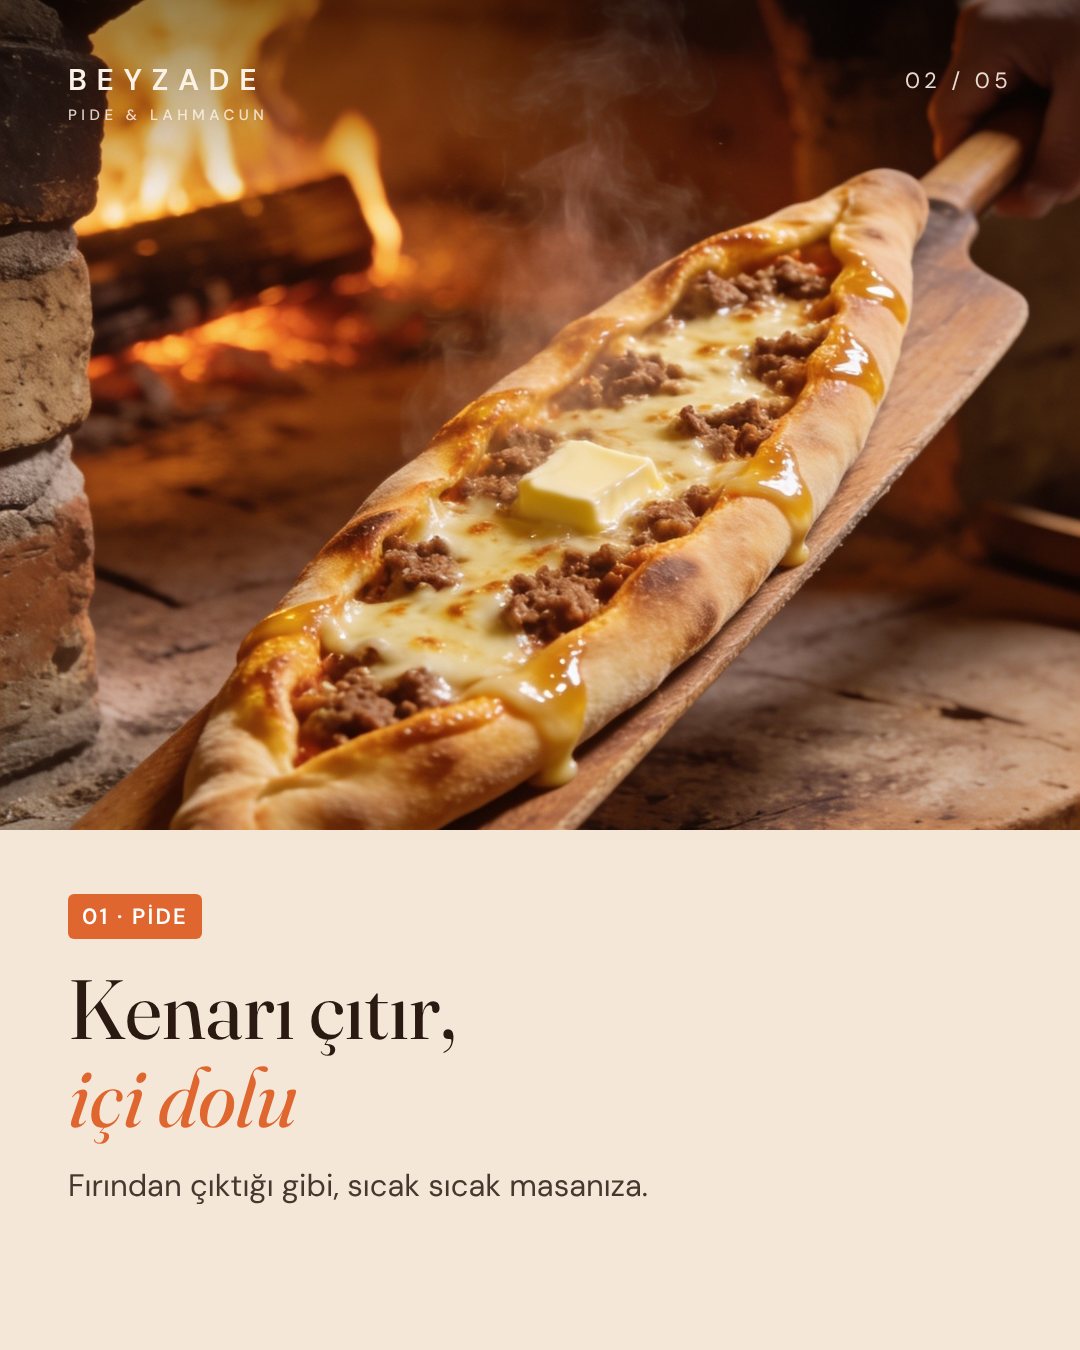 BEYZADE
PIDE & LAHMACUN
02 / 05
01 · PİDE
Kenarı çıtır,
içi dolu
Fırından çıktığı gibi, sıcak sıcak masanıza.